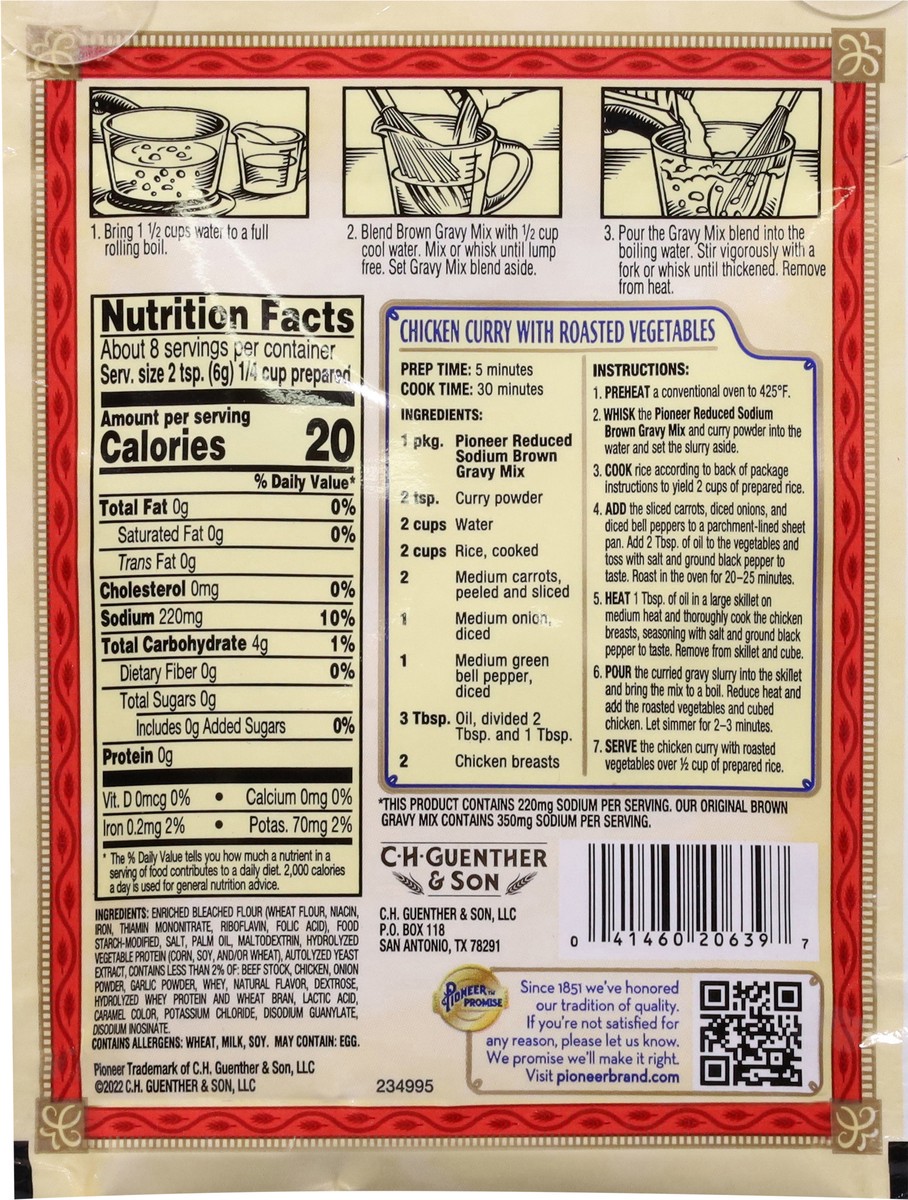 1. Bring 1 1/2 cups water to a full
rolling boil.
2. Blend Brown Gravy Mix with 1/2 cup
cool water. Mix or whisk until lump
free. Set Gravy Mix blend aside.
3. Pour the Gravy Mix blend into the
boiling water. Stir vigorously with a
fork or whisk until thickened. Remove
from heat.
Nutrition Facts
About 8 servings per container
Serv. size 2 tsp. (6g) 1/4 cup prepared
Amount per serving
Calories 20
% Daily Value*
Total Fat 0g 0%
Saturated Fat 0g 0%
Trans Fat 0g
Cholesterol 0mg 0%
Sodium 220mg 10%
Total Carbohydrate 4g 1%
Dietary Fiber 0g 0%
Total Sugars 0g
Includes 0g Added Sugars 0%
Protein 0g
Vit. D 0mcg 0% • Calcium 0mg 0%
Iron 0.2mg 2% • Potas. 70mg 2%
* The % Daily Value tells you how much a nutrient in a
serving of food contributes to a daily diet. 2,000 calories
a day is used for general nutrition advice.
INGREDIENTS: ENRICHED BLEACHED FLOUR (WHEAT FLOUR, NIACIN,
IRON, THIAMIN MONONITRATE, RIBOFLAVIN, FOLIC ACID), FOOD
STARCH-MODIFIED, SALT, PALM OIL, MALTODEXTRIN, HYDROLYZED
VEGETABLE PROTEIN (CORN, SOY, AND/OR WHEAT), AUTOLYZED YEAST
EXTRACT, CONTAINS LESS THAN 2% OF: BEEF STOCK, CHICKEN, ONION
POWDER, GARLIC POWDER, WHEY, NATURAL FLAVOR, DEXTROSE,
HYDROLYZED WHEY PROTEIN AND WHEAT BRAN, LACTIC ACID,
CARAMEL COLOR, POTASSIUM CHLORIDE, DISODIUM GUANYLATE,
DISODIUM INOSINATE.
CONTAINS ALLERGENS: WHEAT, MILK, SOY. MAY CONTAIN: EGG.
Pioneer Trademark of C.H. Guenther & Son, LLC
©2022 C.H. GUENTHER & SON, LLC
CHICKEN CURRY WITH ROASTED VEGETABLES
PREP TIME: 5 minutes
COOK TIME: 30 minutes
INGREDIENTS:
1 pkg. Pioneer Reduced
Sodium Brown
Gravy Mix
2 tsp. Curry powder
2 cups Water
2 cups Rice, cooked
2 Medium carrots,
peeled and sliced
1 Medium onion,
diced
1 Medium green
bell pepper,
diced
3 Tbsp. Oil, divided 2
Tbsp. and 1 Tbsp.
2 Chicken breasts
INSTRUCTIONS:
1. PREHEAT a conventional oven to 425°F.
2. WHISK the Pioneer Reduced Sodium
Brown Gravy Mix and curry powder into the
water and set the slurry aside.
3. COOK rice according to back of package
instructions to yield 2 cups of prepared rice.
4. ADD the sliced carrots, diced onions, and
diced bell peppers to a parchment-lined sheet
pan. Add 2 Tbsp. of oil to the vegetables and
toss with salt and ground black pepper to
taste. Roast in the oven for 20-25 minutes.
5. HEAT 1 Tbsp. of oil in a large skillet on
medium heat and thoroughly cook the chicken
breasts, seasoning with salt and ground black
pepper to taste. Remove from skillet and cube.
6. POUR the curried gravy slurry into the skillet
and bring the mix to a boil. Reduce heat and
add the roasted vegetables and cubed
chicken. Let simmer for 2-3 minutes.
7. SERVE the chicken curry with roasted
vegetables over ½ cup of prepared rice.
*THIS PRODUCT CONTAINS 220mg SODIUM PER SERVING. OUR ORIGINAL BROWN
GRAVY MIX CONTAINS 350mg SODIUM PER SERVING.
C·H·GUENTHER
& SON
C.H. GUENTHER & SON, LLC
P.O. BOX 118
SAN ANTONIO, TX 78291
0 41460 20639 7
PIONEER TM
PROMISE
Since 1851 we've honored
our tradition of quality.
If you're not satisfied for
any reason, please let us know.
We promise we'll make it right.
Visit pioneerbrand.com
234995